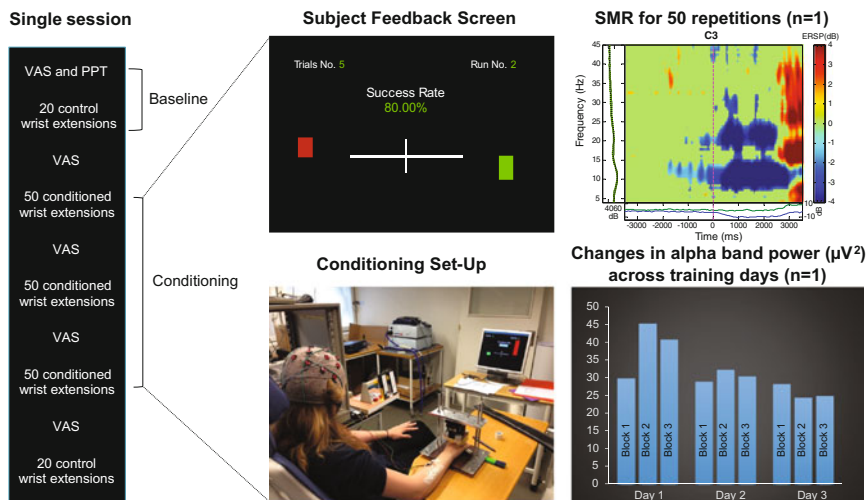 Single session
VAS and PPT
20 control
wrist extensions
VAS
50 conditioned
wrist extensions
VAS
50 conditioned
wrist extensions
VAS
50 conditioned
wrist extensions
VAS
20 control
wrist extensions
Baseline
Conditioning
Subject Feedback Screen
Trials No. 5
Run No. 2
Success Rate
80.00%
SMR for 50 repetitions (n=1)
C3
ERSP(dB)
Frequency (Hz)
45
40
35
30
25
20
15
10
5
4
3
2
1
0
-1
-2
-3
-4
4060
dB
10
-10
dB
-3000 -2000 -1000 0 1000 2000 3000
Time (ms)
Conditioning Set-Up
Changes in alpha band power (µV²)
across training days (n=1)
50
45
40
35
30
25
20
15
10
5
0
Block 1
Block 2
Block 3
Block 1
Block 2
Block 3
Block 1
Block 2
Block 3
Day 1
Day 2
Day 3